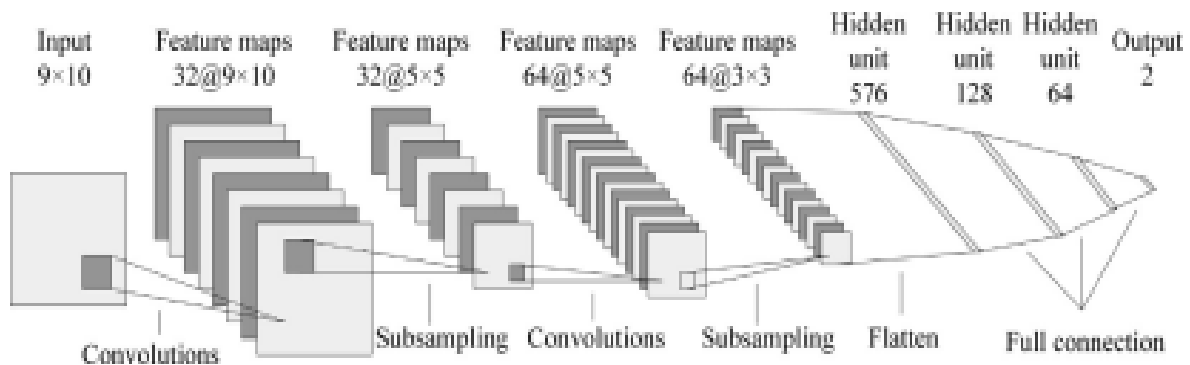 Input
9×10
Feature maps
32@9×10
Feature maps
32@5×5
Feature maps
64@5×5
Feature maps
64@3×3
Hidden
unit
576
Hidden
unit
128
Hidden
unit
64
Output
2
Convolutions
Subsampling
Convolutions
Subsampling
Flatten
Full connection